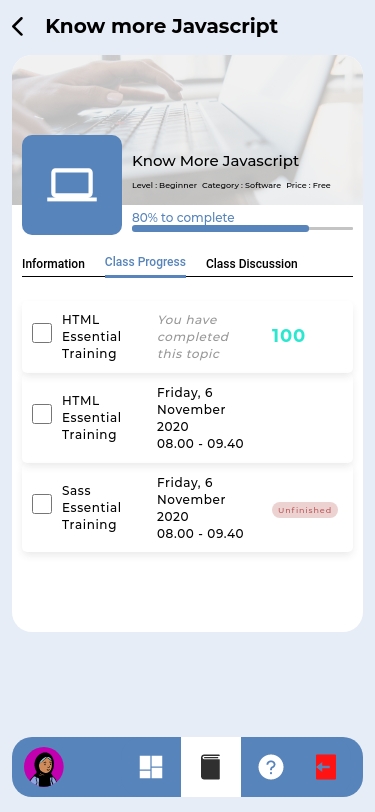 Know more Javascript
Know More Javascript
Level : Beginner Category : Software Price : Free
80% to complete
Information Class Progress Class Discussion
HTML
Essential
Training
You have
completed
this topic
100
HTML
Essential
Training
Friday, 6
November
2020
08.00 - 09.40
Sass
Essential
Training
Friday, 6
November
2020
08.00 - 09.40
Unfinished
?